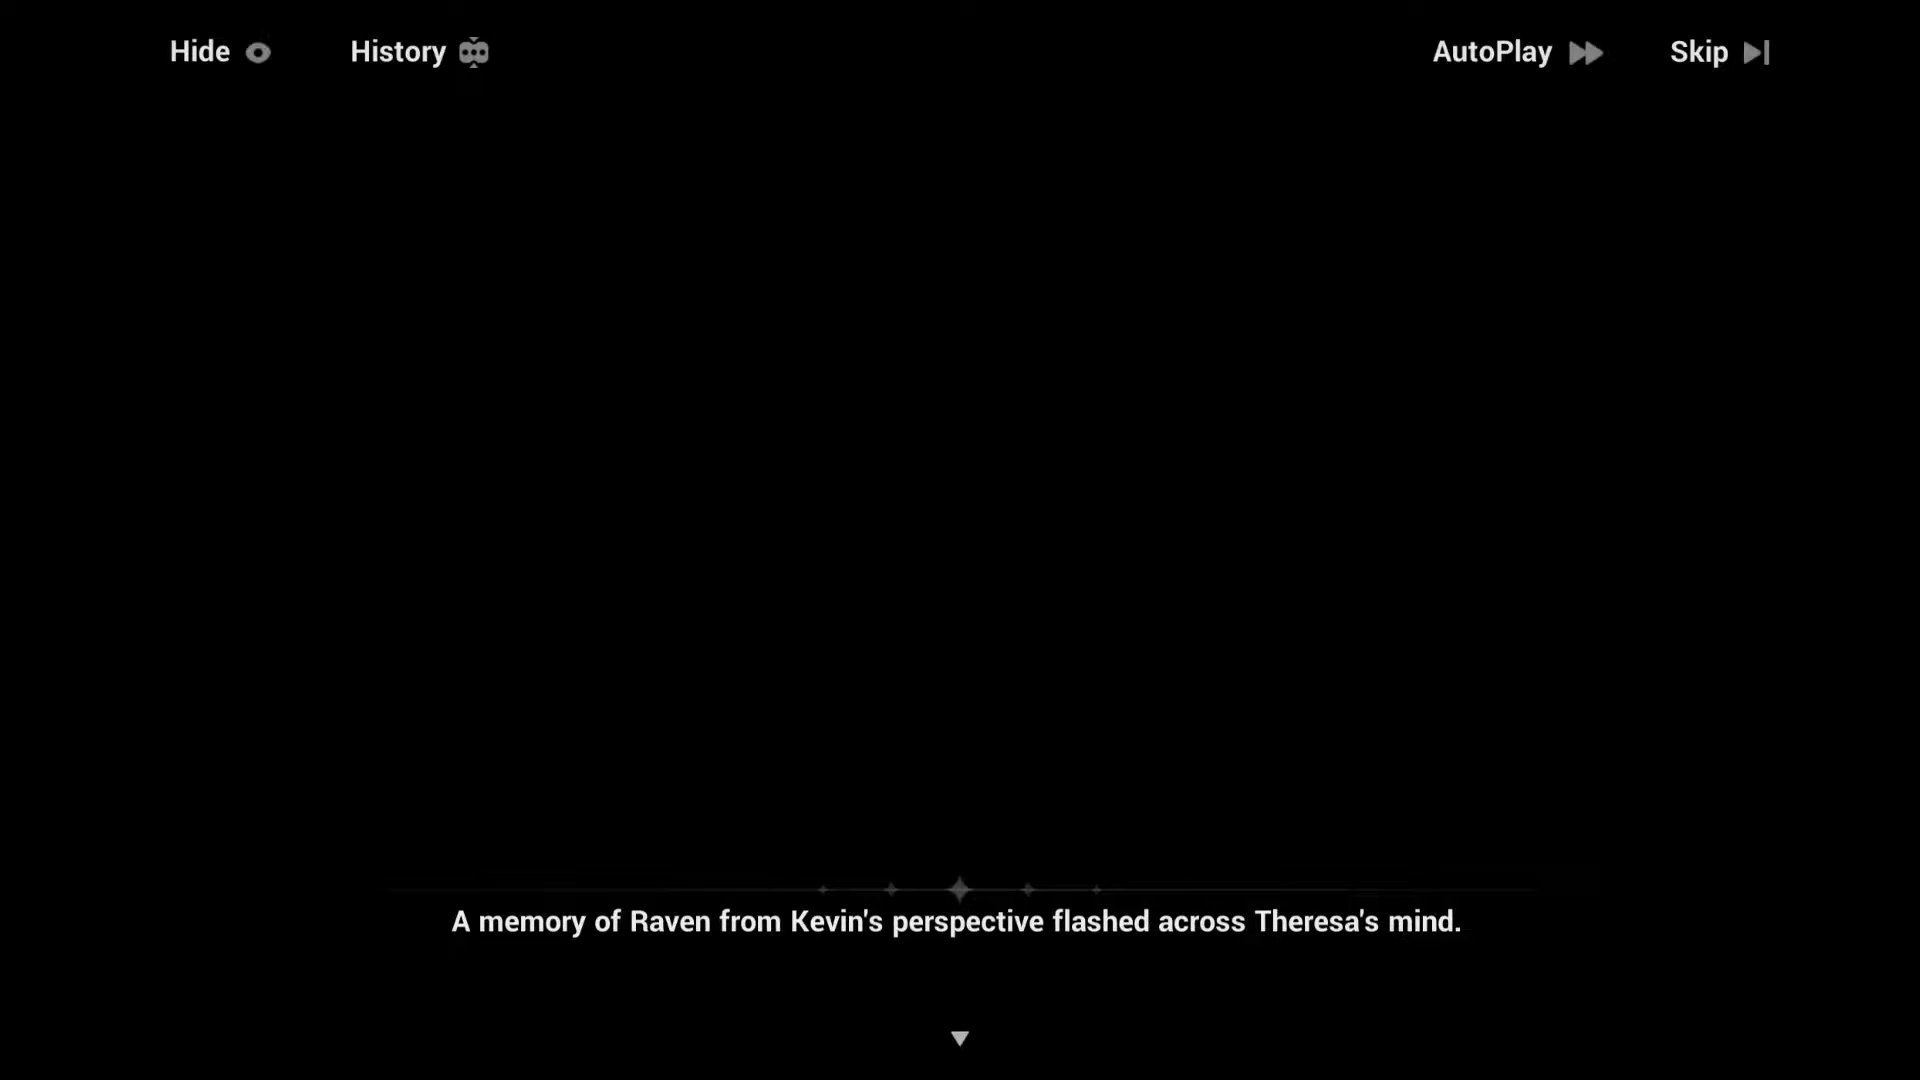 Hide
History
AutoPlay
Skip
A memory of Raven from Kevin's perspective flashed across Theresa's mind.